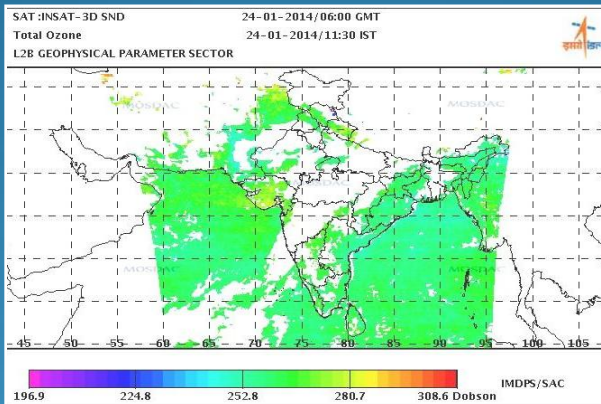 SAT :INSAT-3D SND 24-01-2014/06:00 GMT
Total Ozone 24-01-2014/11:30 IST
L2B GEOPHYSICAL PARAMETER SECTOR
MOSDAC MOSDAC
MOSDAC
MOSDAC MOSDAC
45 50 55 60 65 70 75 80 85 90 95 100 105
196.9 224.8 252.8 280.7 308.6 Dobson IMDPS/SAC